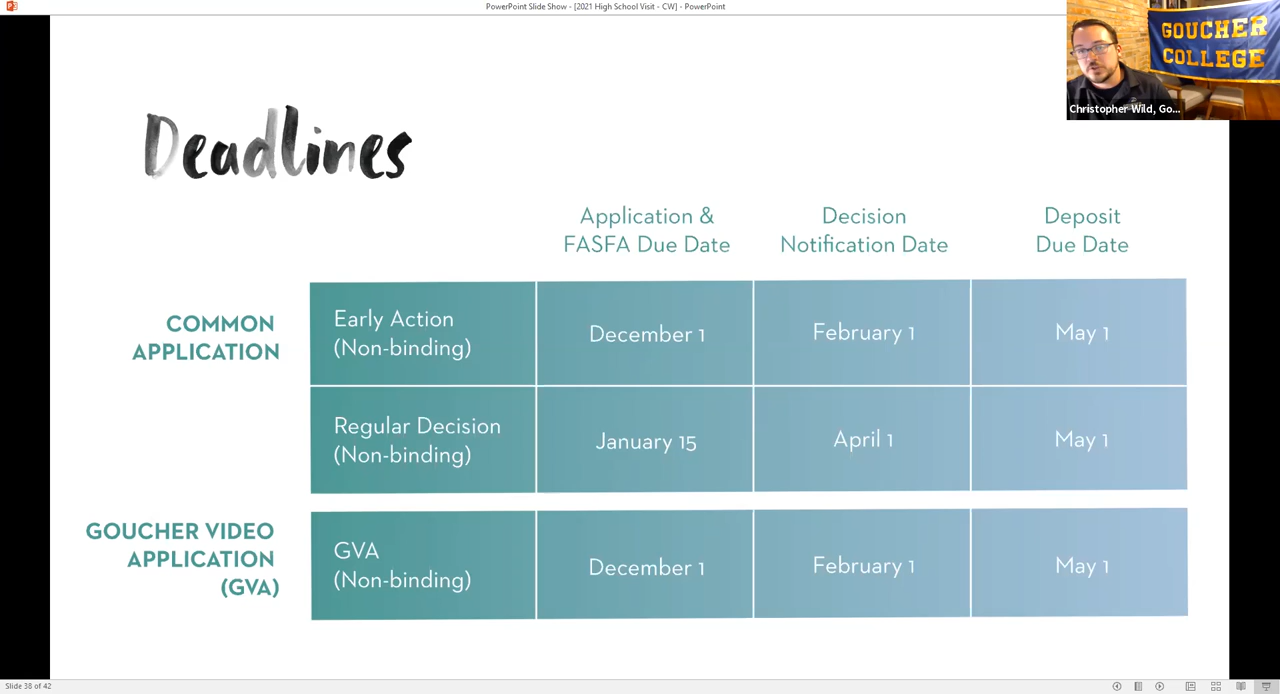 PowerPoint Slide Show - [2021 High School Visit - CW] - PowerPoint
GOUCHER
COLLEGE
Christopher Wild, Go...
Deadlines
Application &
FASFA Due Date
Decision
Notification Date
Deposit
Due Date
COMMON
APPLICATION
Early Action
(Non-binding)
December 1
February 1
May 1
Regular Decision
(Non-binding)
January 15
April 1
May 1
GOUCHER VIDEO
APPLICATION
(GVA)
GVA
(Non-binding)
December 1
February 1
May 1
Slide 38 of 42